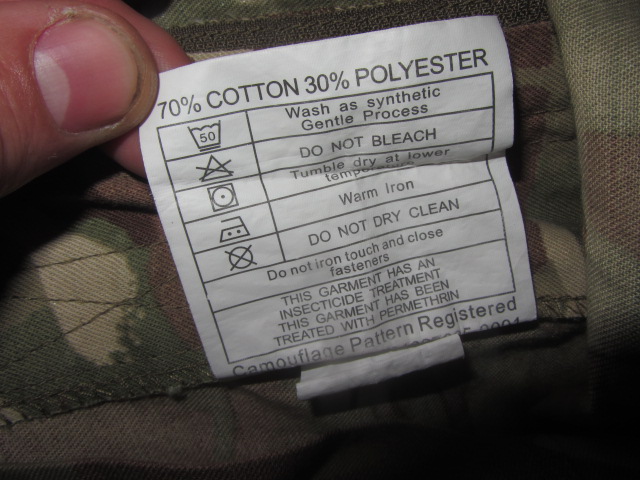 70% COTTON 30% POLYESTER
50
Wash as synthetic
Gentle Process
DO NOT BLEACH
Tumble dry at lower
temperature
Warm Iron
DO NOT DRY CLEAN
Do not iron touch and close
fasteners
THIS GARMENT HAS AN
INSECTICIDE TREATMENT
THIS GARMENT HAS BEEN
TREATED WITH PERMETHRIN
Camouflage Pattern Registered